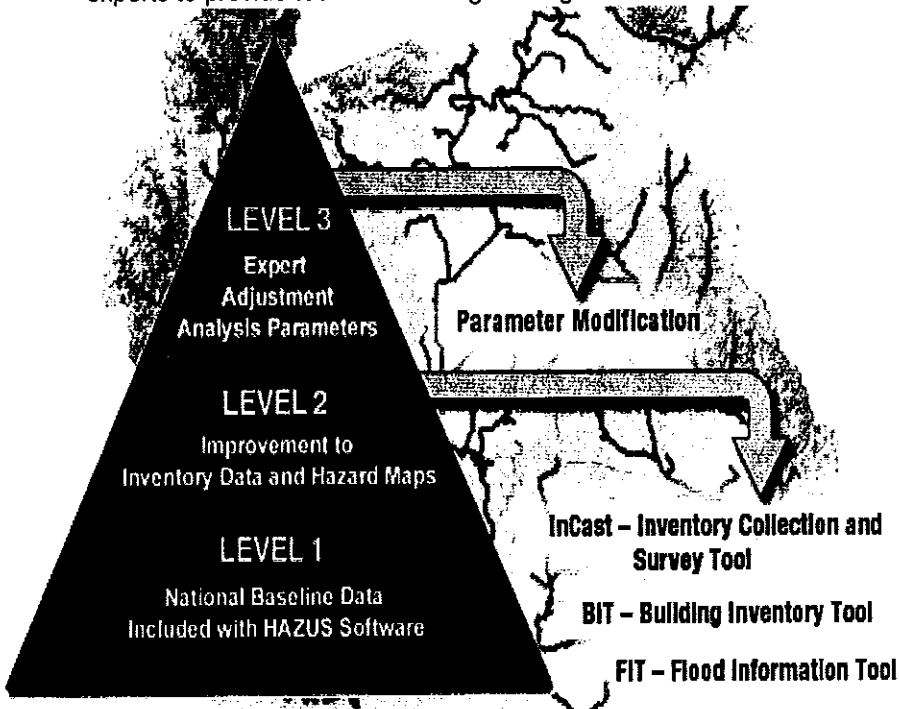 LEVEL 3
Expert
Adjustment
Analysis Parameters
Parameter Modification
LEVEL 2
Improvement to
Inventory Data and Hazard Maps
InCast – Inventory Collection and
Survey Tool
LEVEL 1
National Baseline Data
Included with HAZUS Software
BIT – Building Inventory Tool
FIT – Flood Information Tool